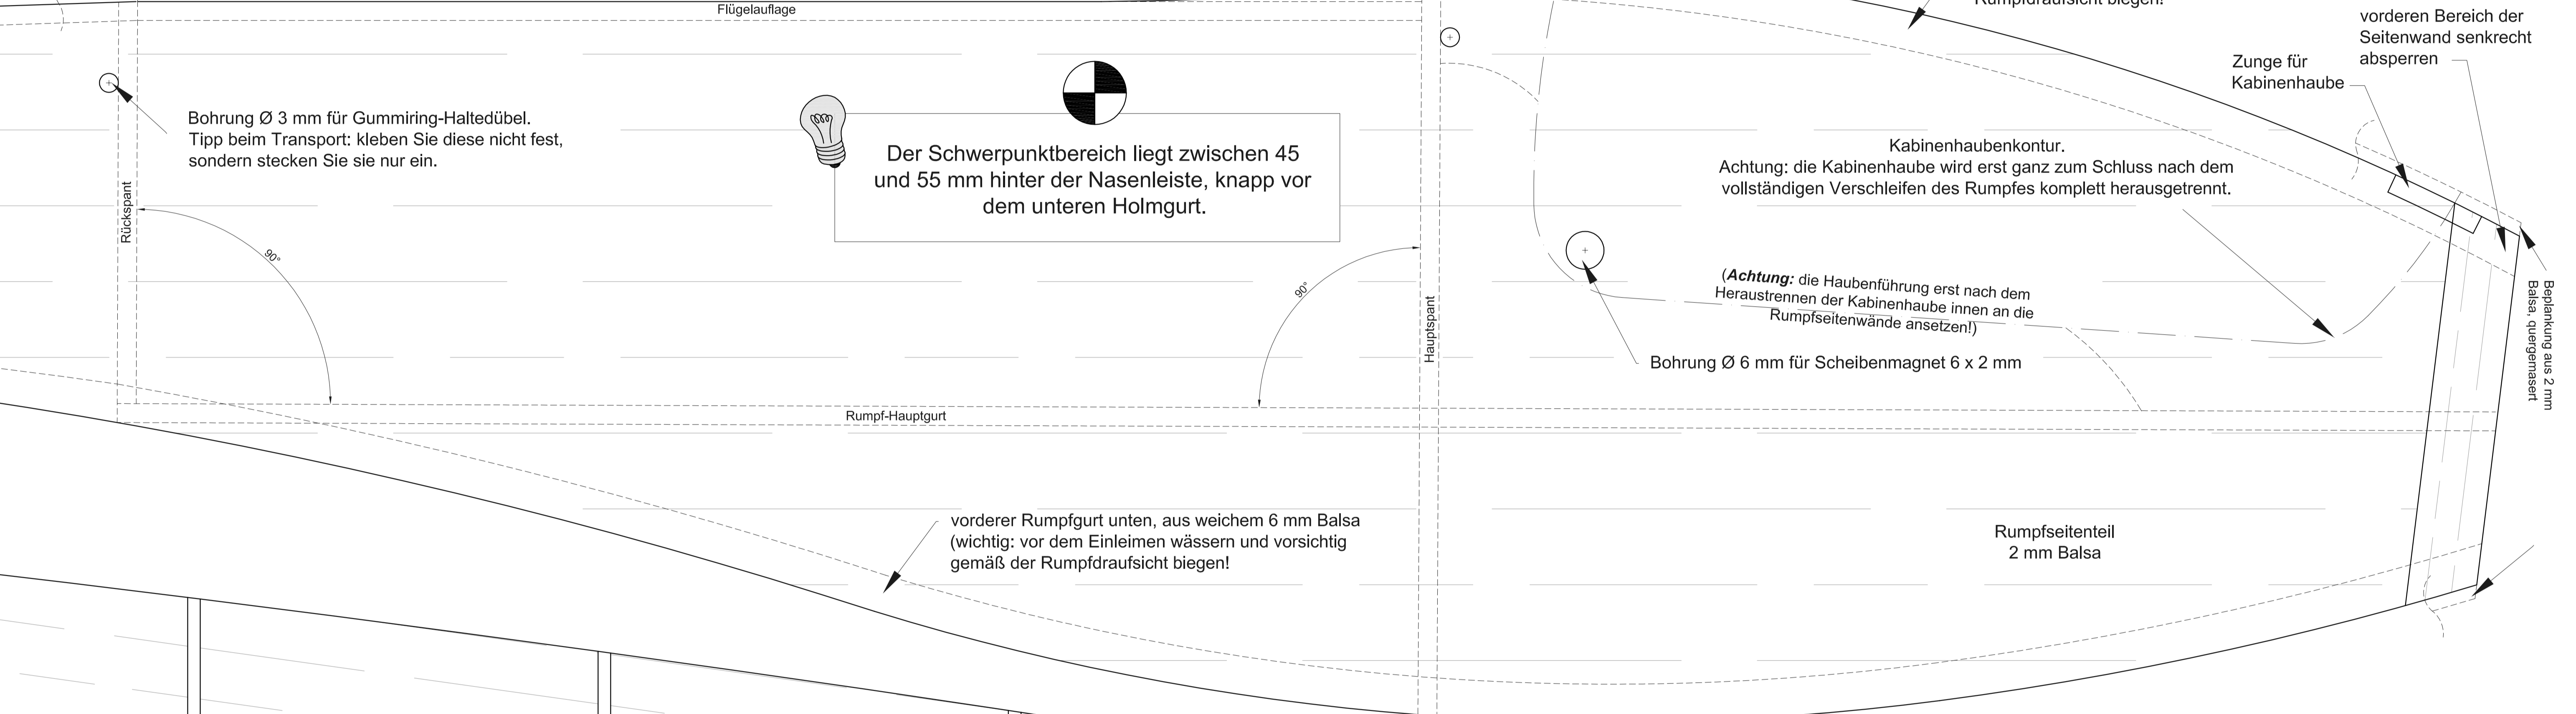 Flügelauflage
Rumpfdraufsicht biegen!
vorderen Bereich der
Seitenwand senkrecht
absperren
Zunge für
Kabinenhaube
Bohrung Ø 3 mm für Gummiring-Haltedübel.
Tipp beim Transport: kleben Sie diese nicht fest,
sondern stecken Sie sie nur ein.
Der Schwerpunktbereich liegt zwischen 45
und 55 mm hinter der Nasenleiste, knapp vor
dem unteren Holmgurt.
Kabinenhaubenkontur.
Achtung: die Kabinenhaube wird erst ganz zum Schluss nach dem
vollständigen Verschleifen des Rumpfes komplett herausgetrennt.
Rückspant
90°
90°
Hauptspant
(Achtung: die Haubenführung erst nach dem
Heraustrennen der Kabinenhaube innen an die
Rumpfseitenwände ansetzen!)
Beplankung aus 2 mm
Balsa, quergemasert
Bohrung Ø 6 mm für Scheibenmagnet 6 x 2 mm
Rumpf-Hauptgurt
vorderer Rumpfgurt unten, aus weichem 6 mm Balsa
(wichtig: vor dem Einleimen wässern und vorsichtig
gemäß der Rumpfdraufsicht biegen!
Rumpfseitenteil
2 mm Balsa